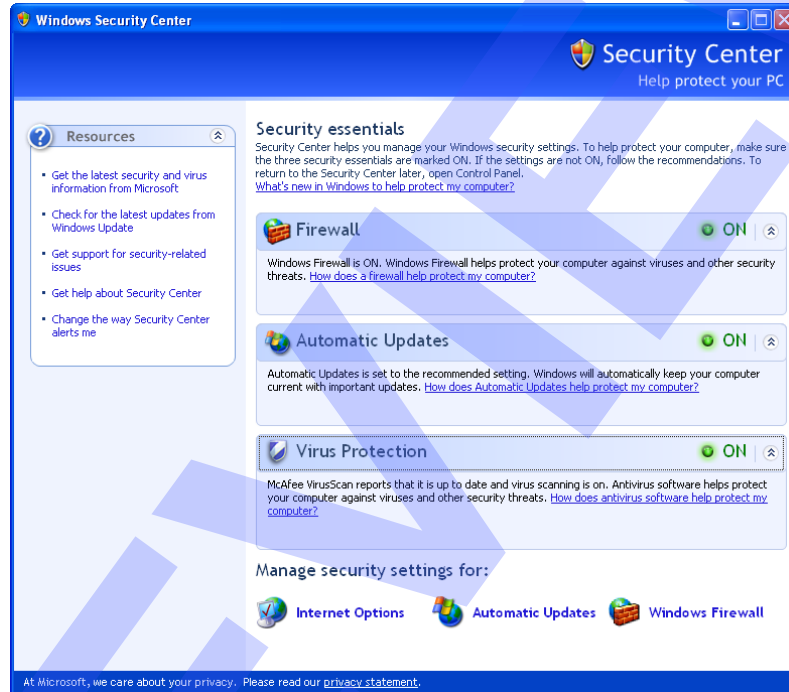 Windows Security Center
Security Center
Help protect your PC
Resources
Get the latest security and virus
information from Microsoft
Check for the latest updates from
Windows Update
Get support for security-related
issues
Get help about Security Center
Change the way Security Center
alerts me
Security essentials
Security Center helps you manage your Windows security settings. To help protect your computer, make sure
the three security essentials are marked ON. If the settings are not ON, follow the recommendations. To
return to the Security Center later, open Control Panel.
What's new in Windows to help protect my computer?
Firewall
ON
Windows Firewall is ON. Windows Firewall helps protect your computer against viruses and other security
threats. How does a firewall help protect my computer?
Automatic Updates
ON
Automatic Updates is set to the recommended setting. Windows will automatically keep your computer
current with important updates. How does Automatic Updates help protect my computer?
Virus Protection
ON
McAfee VirusScan reports that it is up to date and virus scanning is on. Antivirus software helps protect
your computer against viruses and other security threats. How does antivirus software help protect my
computer?
Manage security settings for:
Internet Options
Automatic Updates
Windows Firewall
At Microsoft, we care about your privacy. Please read our privacy statement.